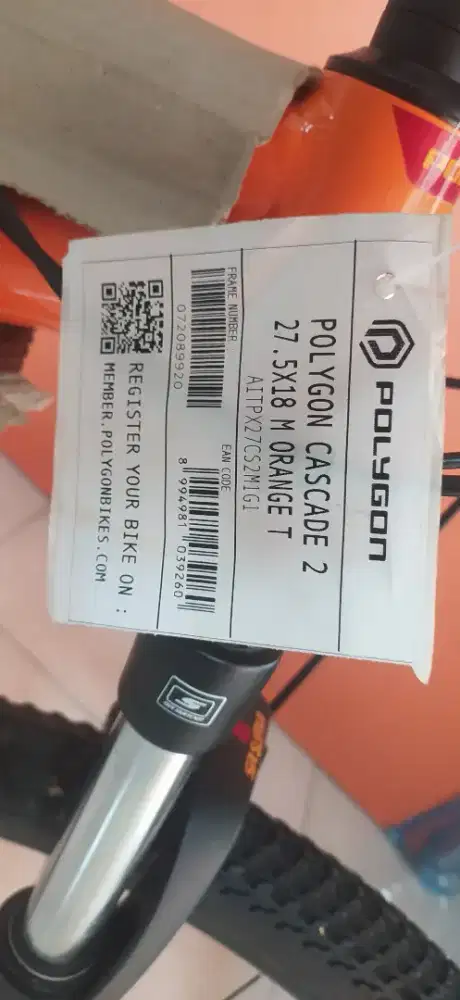 POLYGON
POLYGON CASCADE 2
27.5X18 M ORANGE T
AITPX27CS2M1G1
FRAME NUMBER
072089920
EAN CODE
8 994981 039260
REGISTER YOUR BIKE ON :
MEMBER.POLYGONBIKES.COM